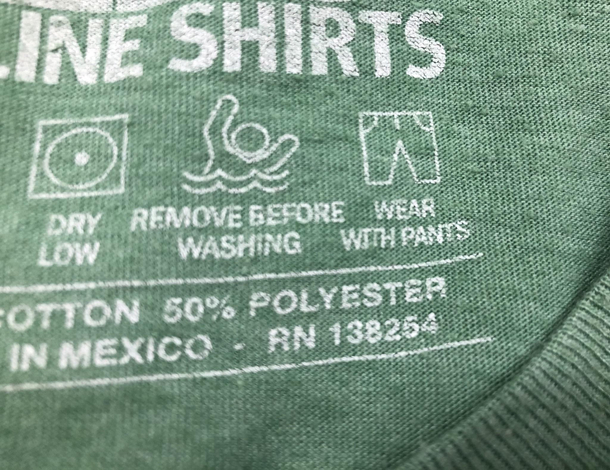 LINE SHIRTS
DRY
LOW
REMOVE BEFORE
WASHING
WEAR
WITH PANTS
COTTON 50% POLYESTER
IN MEXICO - RN 138254